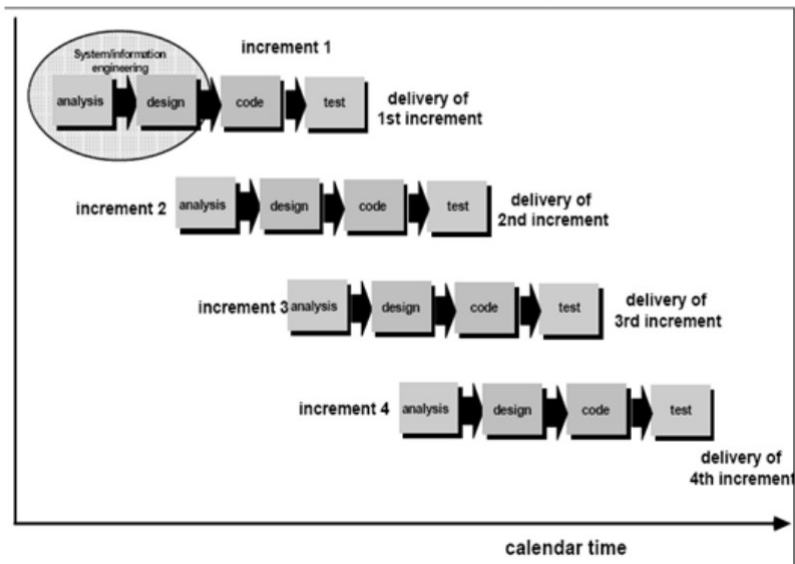 System/information
engineering
increment 1
analysis
design
code
test
delivery of
1st increment
increment 2
analysis
design
code
test
delivery of
2nd increment
increment 3
analysis
design
code
test
delivery of
3rd increment
increment 4
analysis
design
code
test
delivery of
4th increment
calendar time